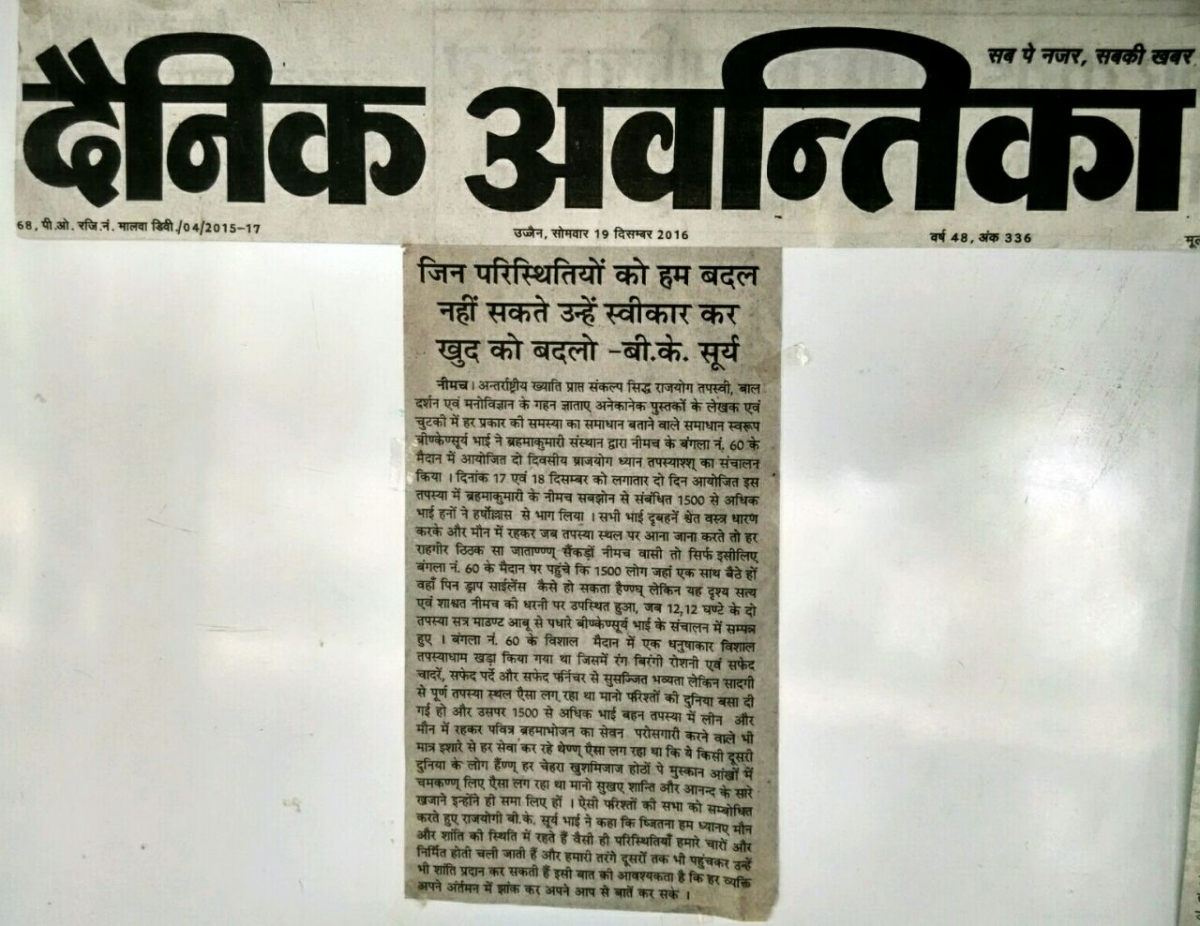 सब पे नजर, सबकी खबर
दैनिक अवन्तिका
68, पी.ओ. रजि.नं. मालवा डिवी./04/2015-17
उज्जैन, सोमवार 19 दिसम्बर 2016
वर्ष 48, अंक 336
जिन परिस्थितियों को हम बदल
नहीं सकते उन्हें स्वीकार कर
खुद को बदलो -बी.के. सूर्य
नीमच। अन्तर्राष्ट्रीय ख्याति प्राप्त संकल्प सिद्ध राजयोग तपस्वी, बाल
दर्शन एवं मनोविज्ञान के गहन ज्ञाताए अनेकानेक पुस्तकों के लेखक एवं
चुटकी में हर प्रकार की समस्या का समाधान बताने वाले समाधान स्वरूप
बीण्केण्सूर्य भाई ने ब्रहमाकुमारी संस्थान द्वारा नीमच के बंगला नं. 60 के
मैदान में आयोजित दो दिवसीय ष्राजयोग ध्यान तपस्याश्श् का संचालन
किया । दिनांक 17 एवं 18 दिसम्बर को लगातार दो दिन आयोजित इस
तपस्या में ब्रहमाकुमारी के नीमच सबझोन से संबंधित 1500 से अधिक
भाई हनों ने हर्षोल्लास से भाग लिया । सभी भाई दृबहनें श्वेत वस्त्र धारण
करके और मौन में रहकर जब तपस्या स्थल पर आना जाना करते तो हर
राहगीर ठिठक सा जाताण्ण्ण् सैंकड़ों नीमच वासी तो सिर्फ इसीलिए
बंगला नं. 60 के मैदान पर पहुंचे कि 1500 लोग जहां एक साथ बैठे हों
वहाँ पिन ड्राप साईलेंस कैसे हो सकता हैण्ण्घ् लेकिन यह दृश्य सत्य
एवं शाश्वत नीमच की धरनी पर उपस्थित हुआ, जब 12,12 घण्टे के दो
तपस्या सत्र माउण्ट आबू से पधारे बीण्केण्सूर्य भाई के संचालन में सम्पन्न
हुए । बंगला नं. 60 के विशाल मैदान में एक धनुषाकार विशाल
तपस्याधाम खड़ा किया गया था जिसमें रंग बिरंगी रोशनी एवं सफेद
चादरें, सफेद पर्दे और सफेद फर्निचर से सुसज्जित भव्यता लेकिन सादगी
से पूर्ण तपस्या स्थल ऐसा लग रहा था मानो फरिश्तों की दुनिया बसा दी
गई हो और उसपर 1500 से अधिक भाई बहन तपस्या में लीन और
मौन में रहकर पवित्र ब्रहमाभोजन का सेवन परोसगारी करने वाले भी
मात्र इशारे से हर सेवा कर रहे थेण्ण् ऐसा लग रहा था कि ये किसी दूसरी
दुनिया के लोग हैंण्ण् हर चेहरा खुशमिजाज होठों पे मुस्कान आंखों में
चमकण्ण् लिए ऐसा लग रहा था मानो सुखए शान्ति और आनन्द के सारे
खजाने इन्होंने ही समा लिए हों । ऐसी फरिश्तों की सभा को सम्बोधित
करते हुए राजयोगी बी.के. सूर्य भाई ने कहा कि ष्जितना हम ध्यानए मौन
और शांति की स्थिति में रहते हैं वैसी ही परिस्थितियाँ हमारे चारों और
निर्मित होती चली जाती हैं और हमारी तरंगे दूसरों तक भी पहुंचकर उन्हें
भी शांति प्रदान कर सकती हैं इसी बात की आवश्यकता है कि हर व्यक्ति
अपने अंर्तमन में झांक कर अपने आप से बातें कर सके ।